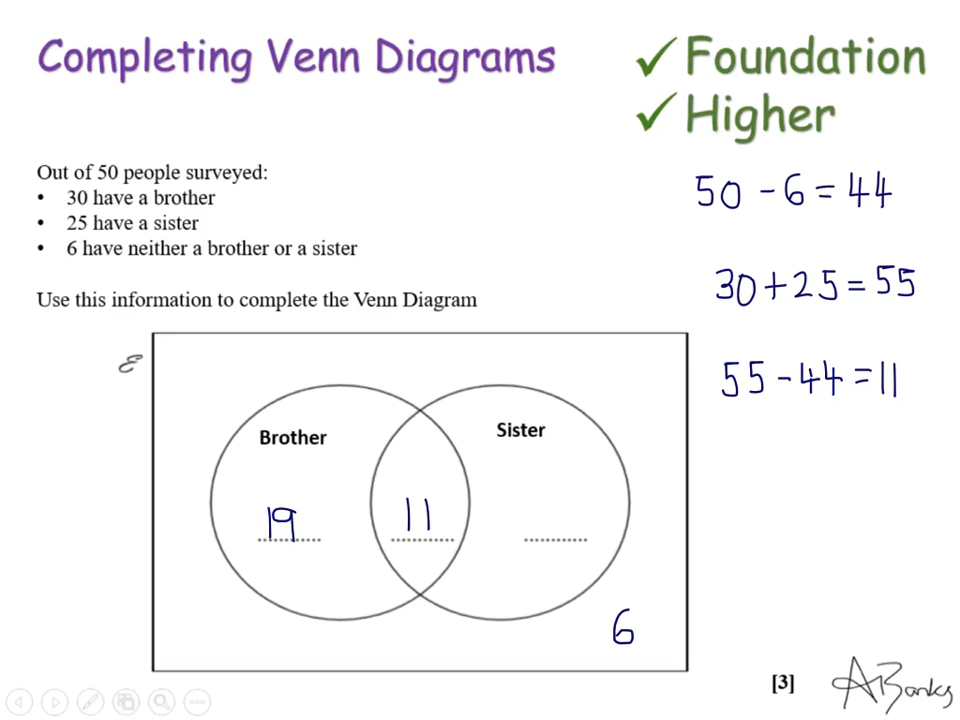 Completing Venn Diagrams
✓ Foundation
✓ Higher
Out of 50 people surveyed:
• 30 have a brother
• 25 have a sister
• 6 have neither a brother or a sister
Use this information to complete the Venn Diagram
50 - 6 = 44
30 + 25 = 55
55 - 44 = 11
ℰ
Brother
Sister
19
11
6
[3]
A Banks